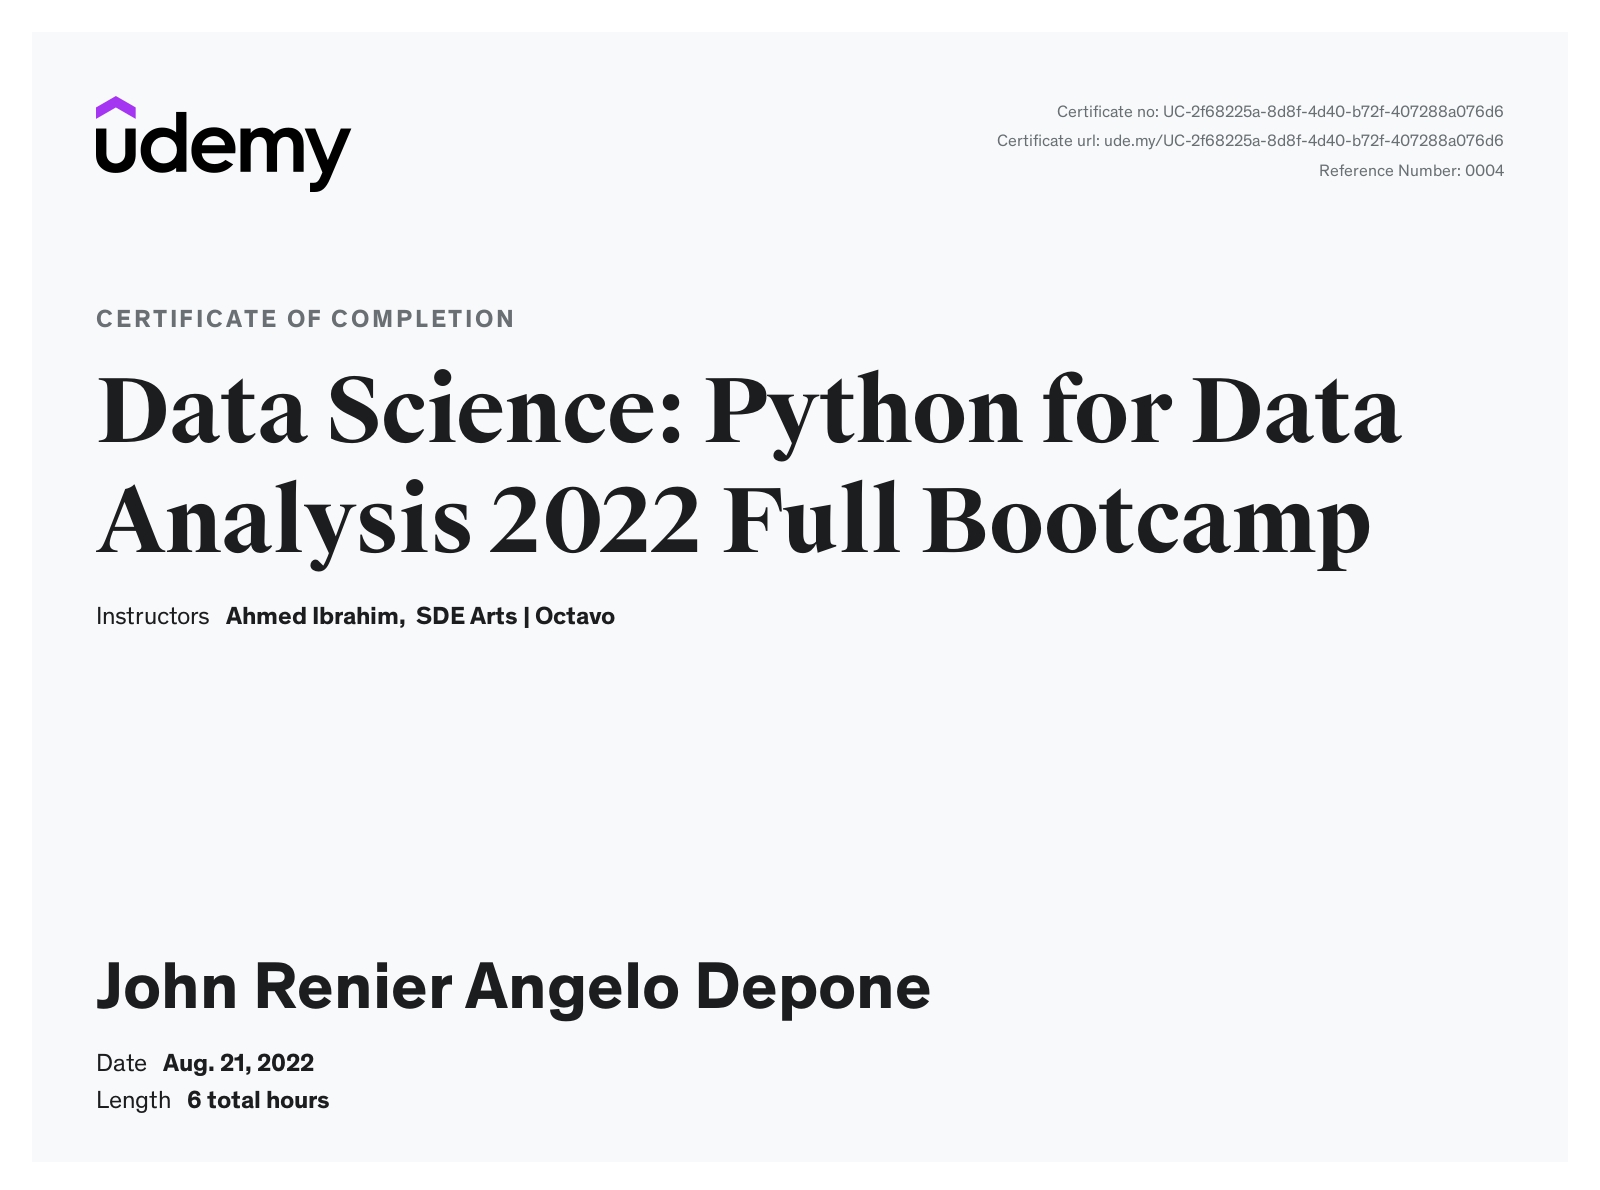 udemy
Certificate no: UC-2f68225a-8d8f-4d40-b72f-407288a076d6
Certificate url: ude.my/UC-2f68225a-8d8f-4d40-b72f-407288a076d6
Reference Number: 0004
CERTIFICATE OF COMPLETION
Data Science: Python for Data
Analysis 2022 Full Bootcamp
Instructors Ahmed Ibrahim, SDE Arts | Octavo
John Renier Angelo Depone
Date Aug. 21, 2022
Length 6 total hours